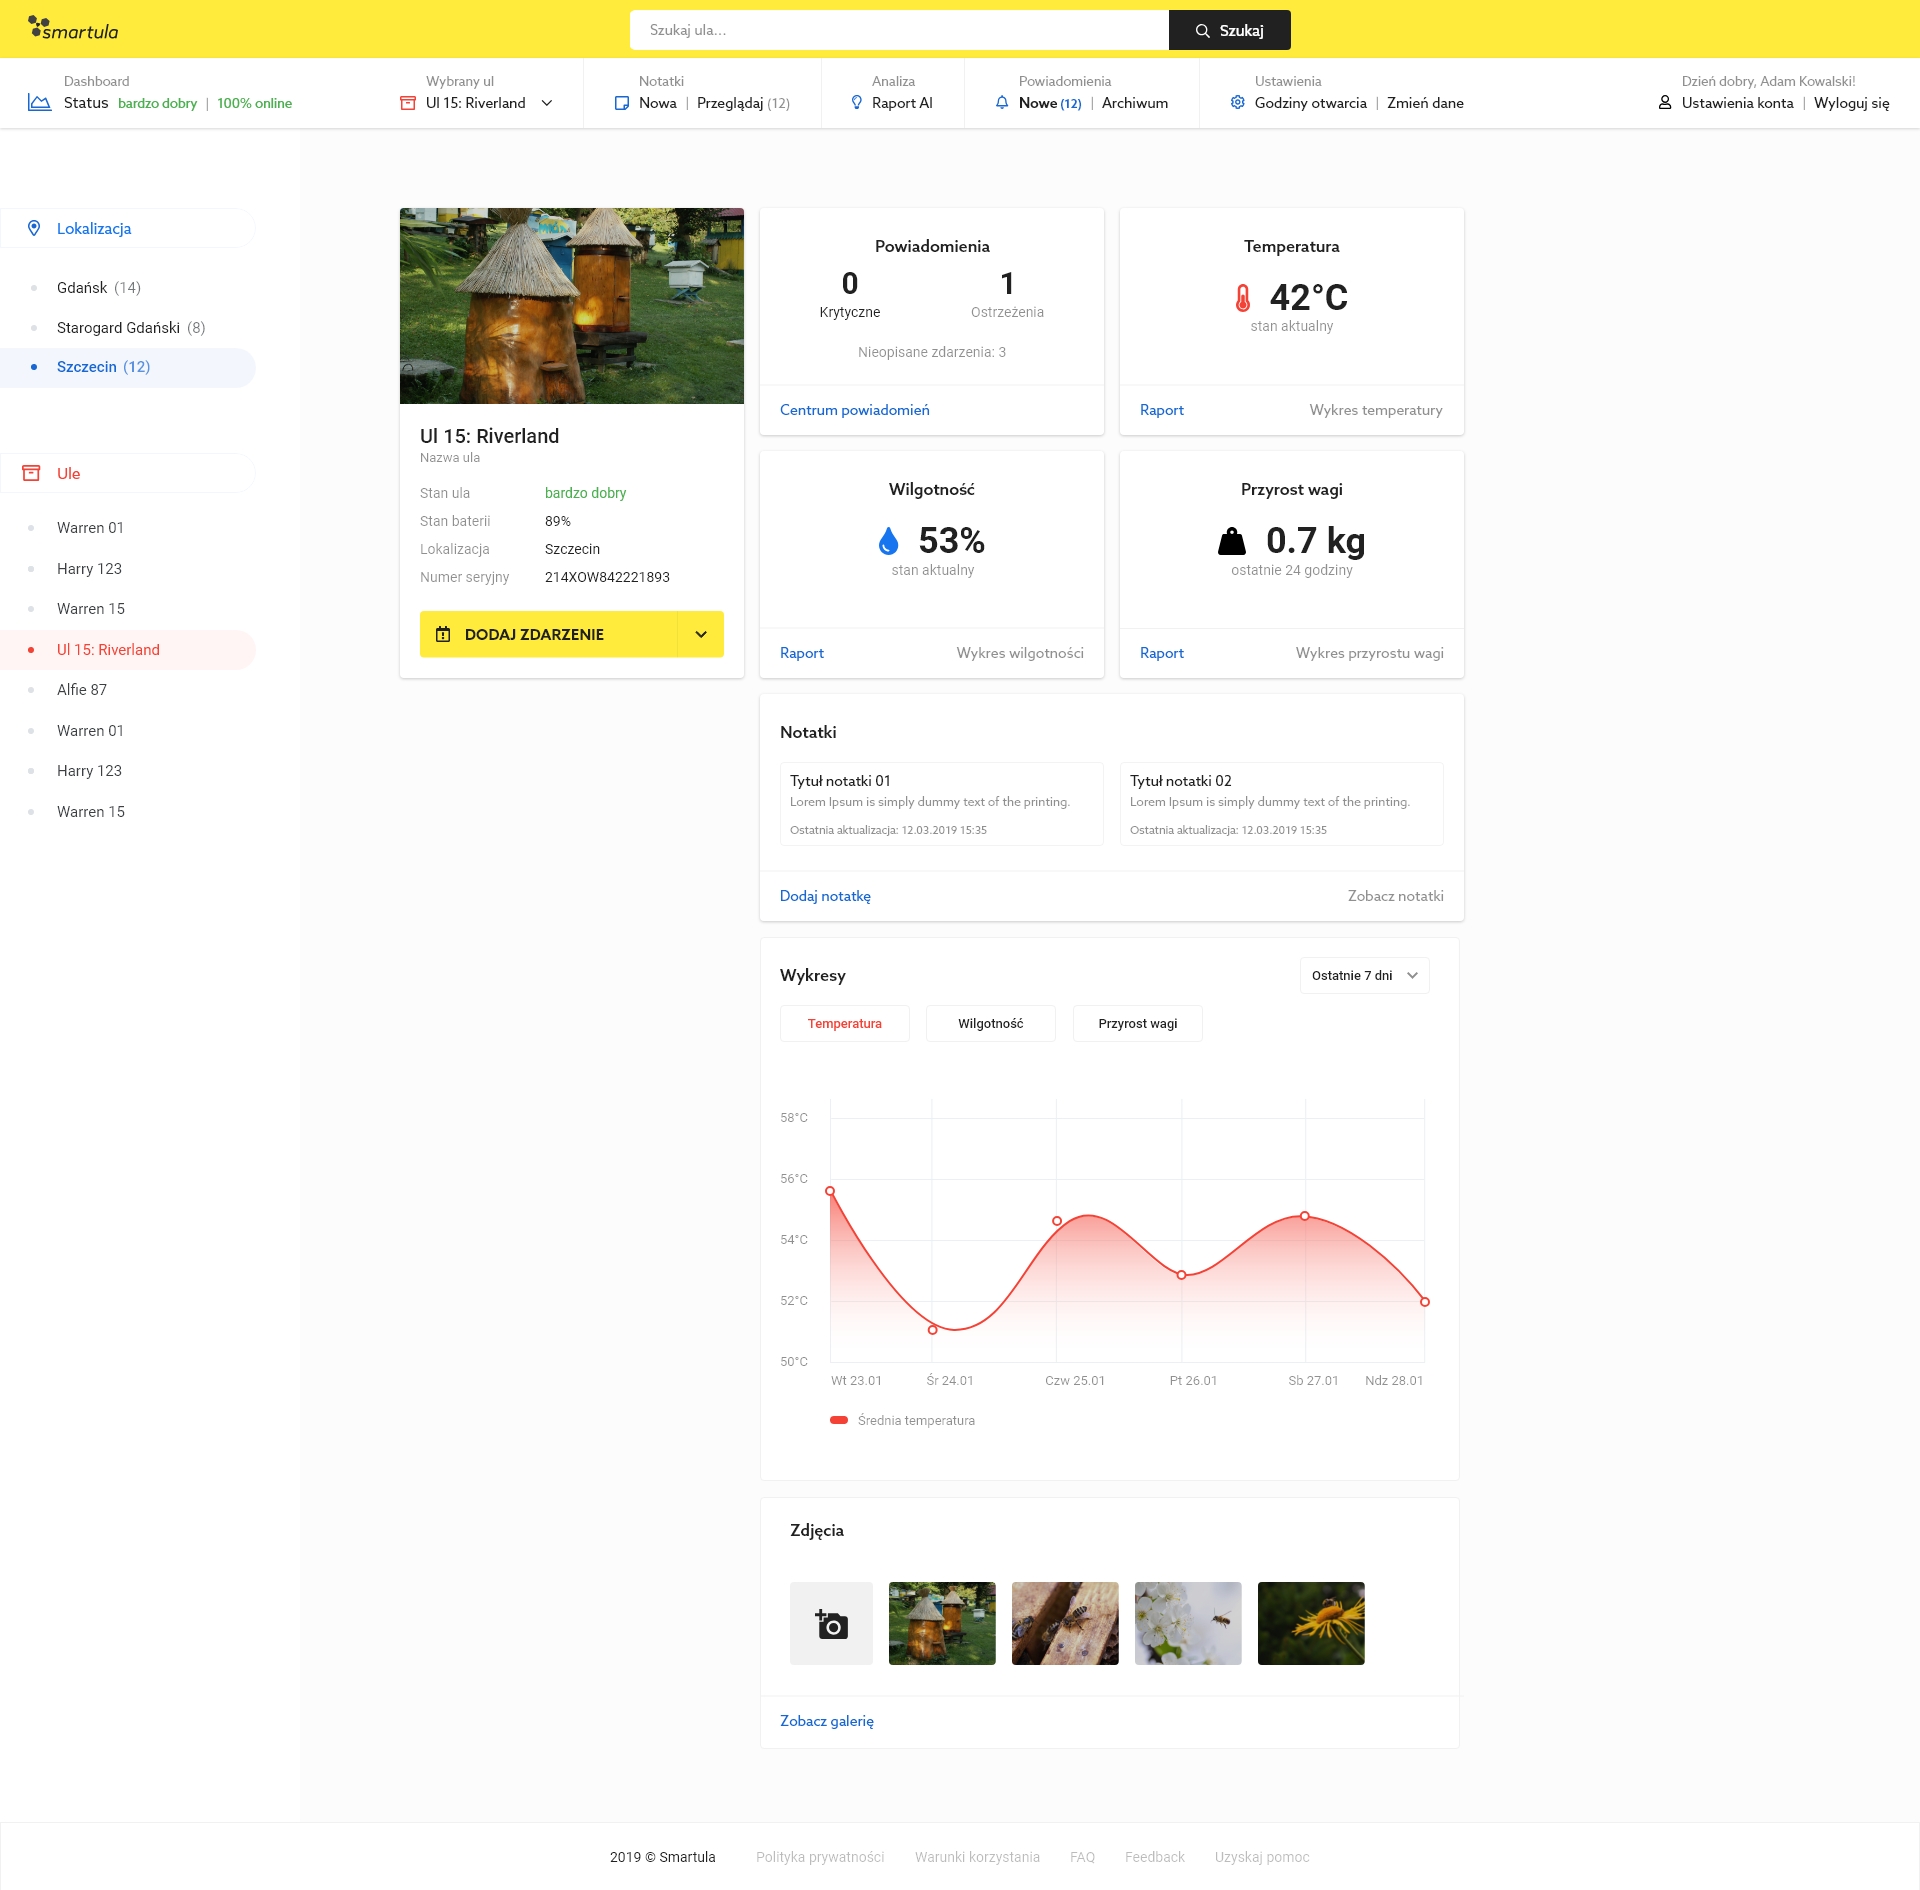 smartula
Szukaj ula...
Szukaj
Dashboard
Status bardzo dobry | 100% online
Wybrany ul
Ul 15: Riverland
Notatki
Nowa | Przeglądaj (12)
Analiza
Raport AI
Powiadomienia
Nowe (12) | Archiwum
Ustawienia
Godziny otwarcia | Zmień dane
Dzień dobry, Adam Kowalski!
Ustawienia konta | Wyloguj się
Lokalizacja
Gdańsk (14)
Starogard Gdański (8)
Szczecin (12)
Ule
Warren 01
Harry 123
Warren 15
Ul 15: Riverland
Alfie 87
Warren 01
Harry 123
Warren 15
Ul 15: Riverland
Nazwa ula
Stan ula bardzo dobry
Stan baterii 89%
Lokalizacja Szczecin
Numer seryjny 214XOW842221893
DODAJ ZDARZENIE
Powiadomienia
0 1
Krytyczne Ostrzeżenia
Nieopisane zdarzenia: 3
Centrum powiadomień
Temperatura
42°C
stan aktualny
Raport Wykres temperatury
Wilgotność
53%
stan aktualny
Raport Wykres wilgotności
Przyrost wagi
0.7 kg
ostatnie 24 godziny
Raport Wykres przyrostu wagi
Notatki
Tytuł notatki 01
Lorem Ipsum is simply dummy text of the printing.
Ostatnia aktualizacja: 12.03.2019 15:35
Tytuł notatki 02
Lorem Ipsum is simply dummy text of the printing.
Ostatnia aktualizacja: 12.03.2019 15:35
Dodaj notatkę Zobacz notatki
Wykresy
Ostatnie 7 dni
Temperatura Wilgotność Przyrost wagi
58°C
56°C
54°C
52°C
50°C
Wt 23.01 Śr 24.01 Czw 25.01 Pt 26.01 Sb 27.01 Ndz 28.01
Średnia temperatura
Zdjęcia
Zobacz galerię
2019 © Smartula Polityka prywatności Warunki korzystania FAQ Feedback Uzyskaj pomoc